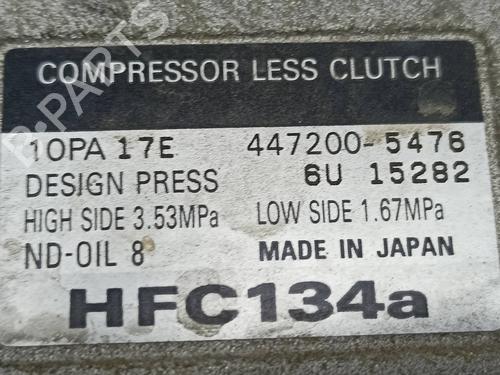 COMPRESSOR LESS CLUTCH
10PA 17E 447200-5476
DESIGN PRESS 6U 15282
HIGH SIDE 3.53MPa LOW SIDE 1.67MPa
ND-OIL 8 MADE IN JAPAN
HFC134a
B-PARTS